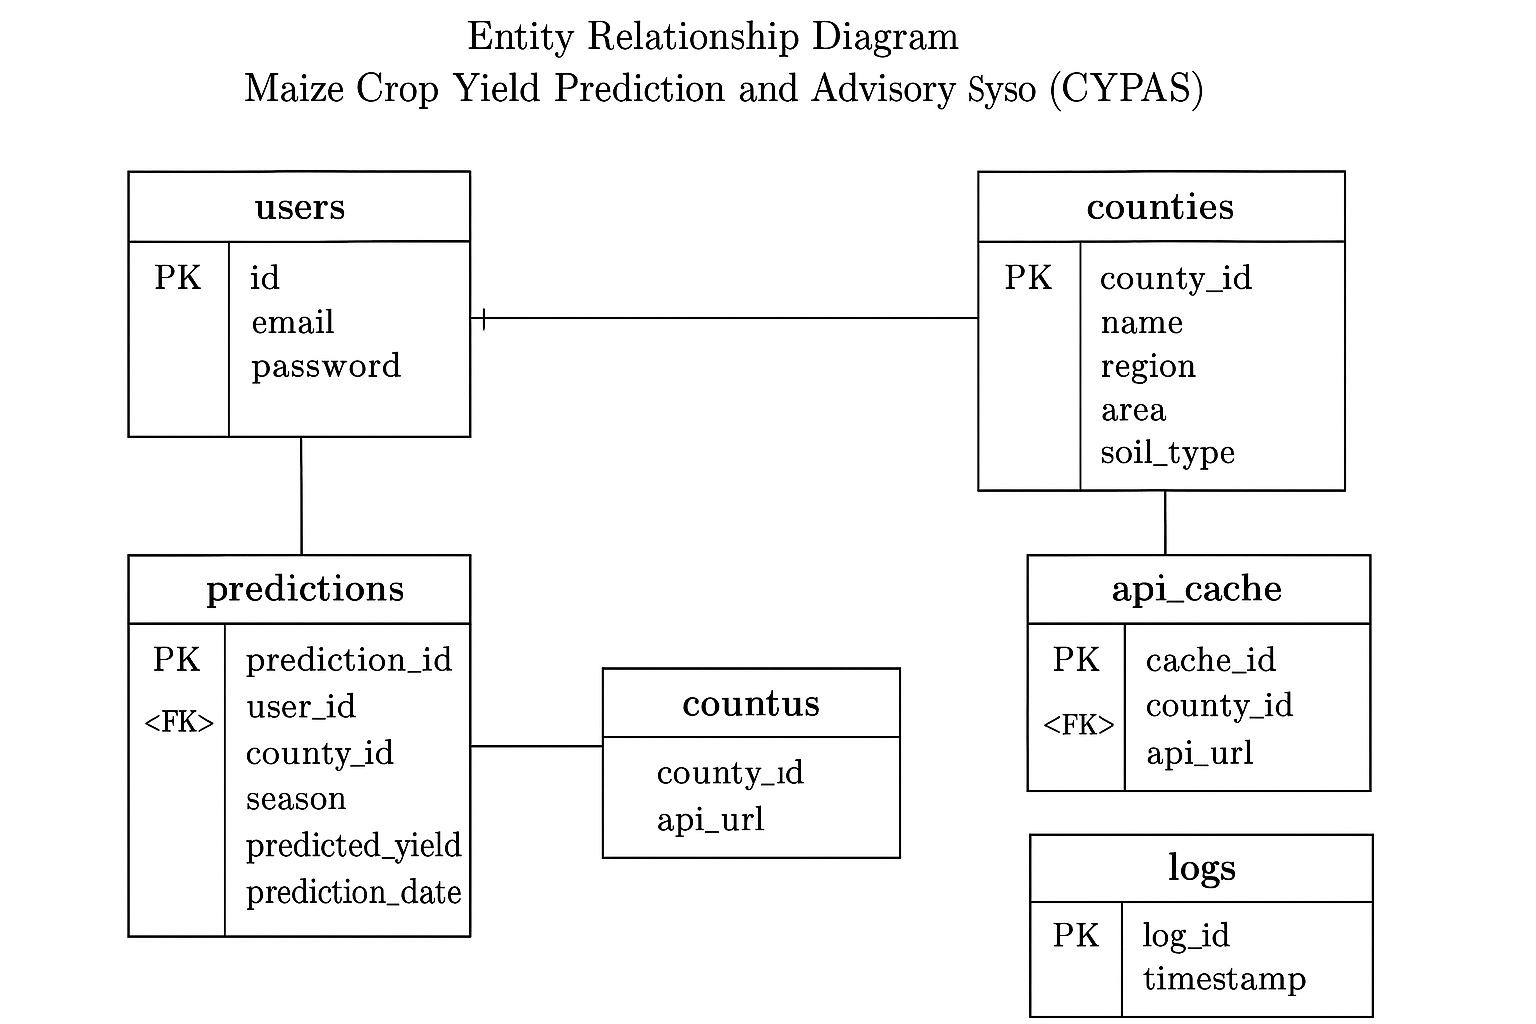 Entity Relationship Diagram
Maize Crop Yield Prediction and Advisory Syso (CYPAS)
users
PK id
email
password
counties
PK county_id
name
region
area
soil_type
predictions
PK prediction_id
user_id
<FK>
county_id
season
predicted_yield
prediction_date
countus
county_ıd
api_url
api_cache
PK cache_id
county_id
<FK>
api_url
logs
PK log_id
timestamp